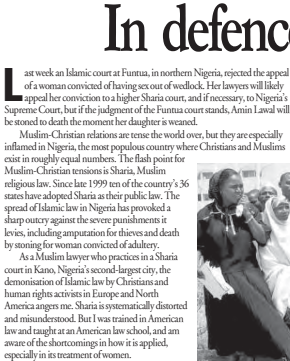 In defence
Last week an Islamic court at Funtua, in northern Nigeria, rejected the appeal
of a woman convicted of having sex out of wedlock. Her lawyers will likely
appeal her conviction to a higher Sharia court, and if necessary, to Nigeria's
Supreme Court, but if the judgment of the Funtua court stands, Amin Lawal will
be stoned to death the moment her daughter is weaned.
Muslim-Christian relations are tense the world over, but they are especially
inflamed in Nigeria, the most populous country where Christians and Muslims
exist in roughly equal numbers. The flash point for
Muslim-Christian tensions is Sharia, Muslim
religious law. Since late 1999 ten of the country's 36
states have adopted Sharia as their public law. The
spread of Islamic law in Nigeria has provoked a
sharp outcry against the severe punishments it
levies, including amputation for thieves and death
by stoning for woman convicted of adultery.
As a Muslim lawyer who practices in a Sharia
court in Kano, Nigeria's second-largest city, the
demonisation of Islamic law by Christians and
human rights activists in Europe and North
America angers me. Sharia is systematically distorted
and misunderstood. But I was trained in American
law and taught at an American law school, and am
aware of the shortcomings in how it is applied,
especially in its treatment of women.